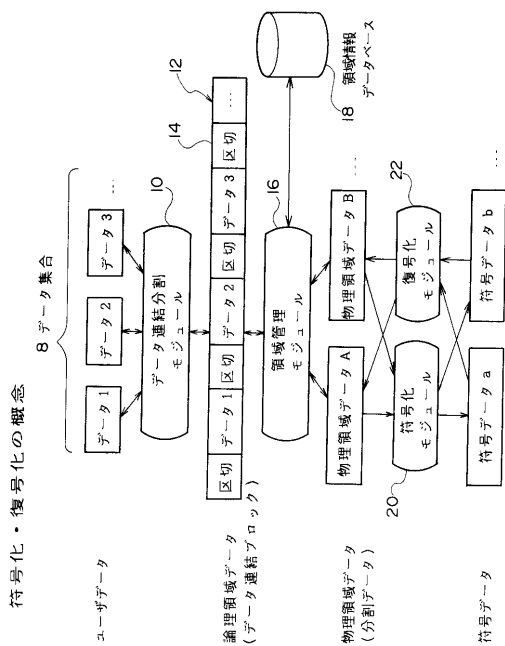 符号化・復号化の概念
8 データ集合
ユーザデータ
データ1
データ2
データ3
...
10
データ連結分割
モジュール
12
14
論理領域データ
(データ連結ブロック)
区切
データ1
区切
データ2
区切
データ3
区切
...
16
領域管理
モジュール
18
領域情報
データベース
物理領域データ
(分割データ)
物理領域データA
物理領域データB
...
20
符号化
モジュール
22
復号化
モジュール
符号データ
符号データa
符号データb
...